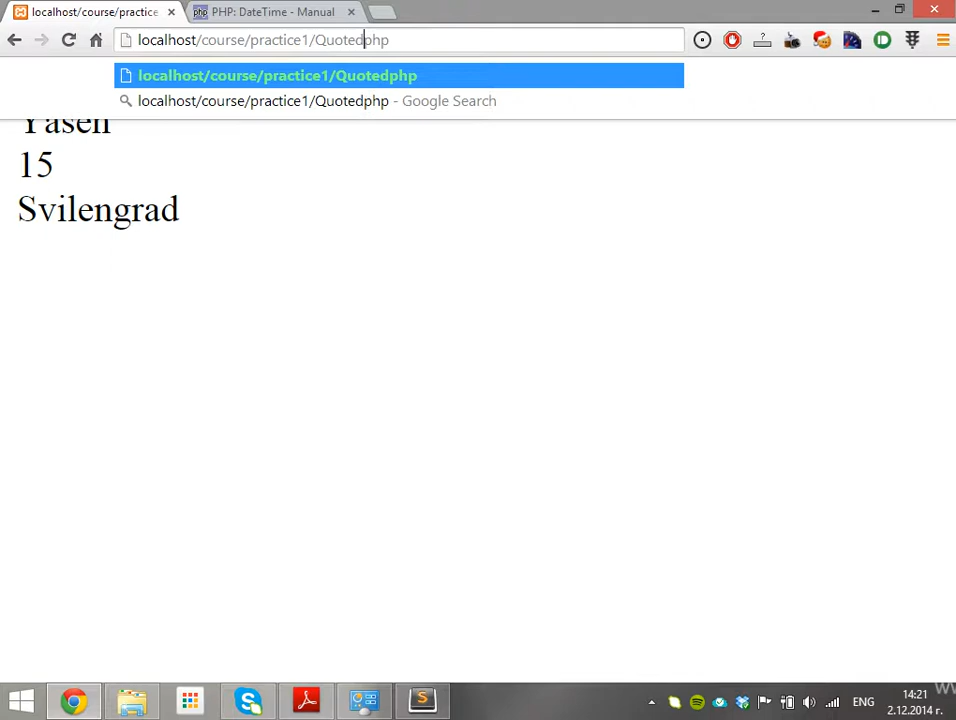 localhost/course/practice
PHP: DateTime - Manual
localhost/course/practice1/Quotedphp
localhost/course/practice1/Quotedphp
localhost/course/practice1/Quotedphp - Google Search
Yasen
15
Svilengrad
ENG
14:21
2.12.2014 г.